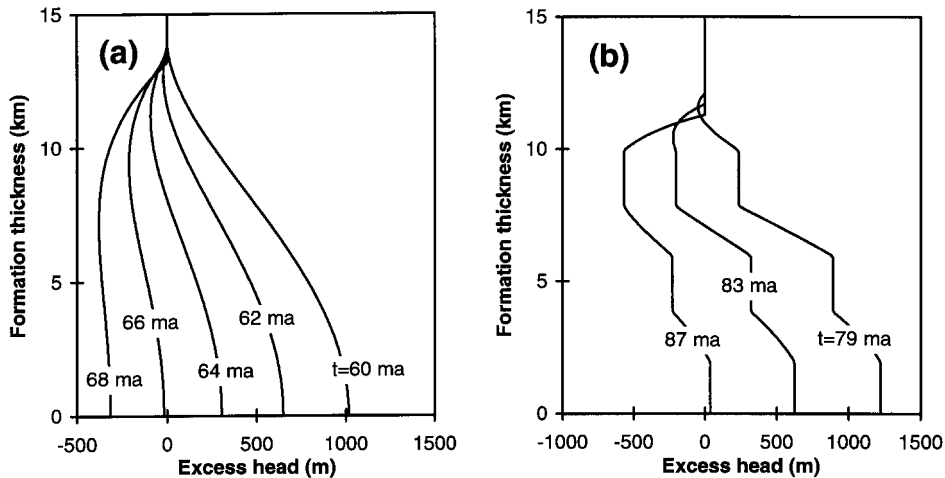 (a)
Formation thickness (km)
15
10
5
0
68 ma
66 ma
64 ma
62 ma
t=60 ma
-500
0
500
1000
1500
Excess head (m)
(b)
Formation thickness (km)
15
10
5
0
87 ma
83 ma
t=79 ma
-1000
-500
0
500
1000
1500
Excess head (m)